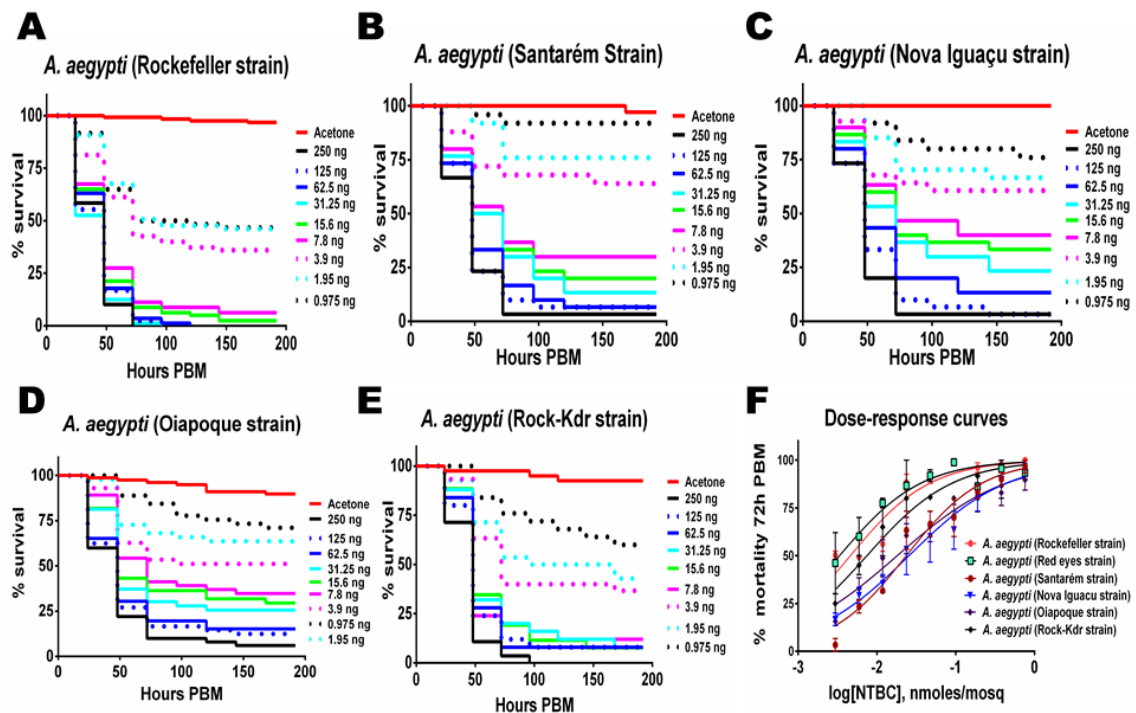 A
A. aegypti (Rockefeller strain)
% survival
100
75
50
25
0
0 50 100 150 200
Hours PBM
Acetone
250 ng
125 ng
62.5 ng
31.25 ng
15.6 ng
7.8 ng
3.9 ng
1.95 ng
0.975 ng
B
A. aegypti (Santarém Strain)
% survival
100
75
50
25
0
0 50 100 150 200
Hours PBM
Acetone
250 ng
125 ng
62.5 ng
31.25 ng
15.6 ng
7.8 ng
3.9 ng
1.95 ng
0.975 ng
C
A. aegypti (Nova Iguaçu strain)
% survival
100
75
50
25
0
0 50 100 150 200
Hours PBM
Acetone
250 ng
125 ng
62.5 ng
31.25 ng
15.6 ng
7.8 ng
3.9 ng
1.95 ng
0.975 ng
D
A. aegypti (Oiapoque strain)
% survival
100
75
50
25
0
0 50 100 150 200
Hours PBM
Acetone
250 ng
125 ng
62.5 ng
31.25 ng
15.6 ng
7.8 ng
3.9 ng
0.975 ng
1.95 ng
E
A. aegypti (Rock-Kdr strain)
% survival
100
75
50
25
0
0 50 100 150 200
Hours PBM
Acetone
250 ng
125 ng
62.5 ng
31.25 ng
15.6 ng
7.8 ng
3.9 ng
1.95 ng
0.975 ng
F
Dose-response curves
% mortality 72h PBM
100
75
50
25
0
-3 -2 -1 0
log[NTBC], nmoles/mosq
A. aegypti (Rockefeller strain)
A. aegypti (Red eyes strain)
A. aegypti (Santarém strain)
A. aegypti (Nova Iguacu strain)
A. aegypti (Oiapoque strain)
A. aegypti (Rock-Kdr strain)